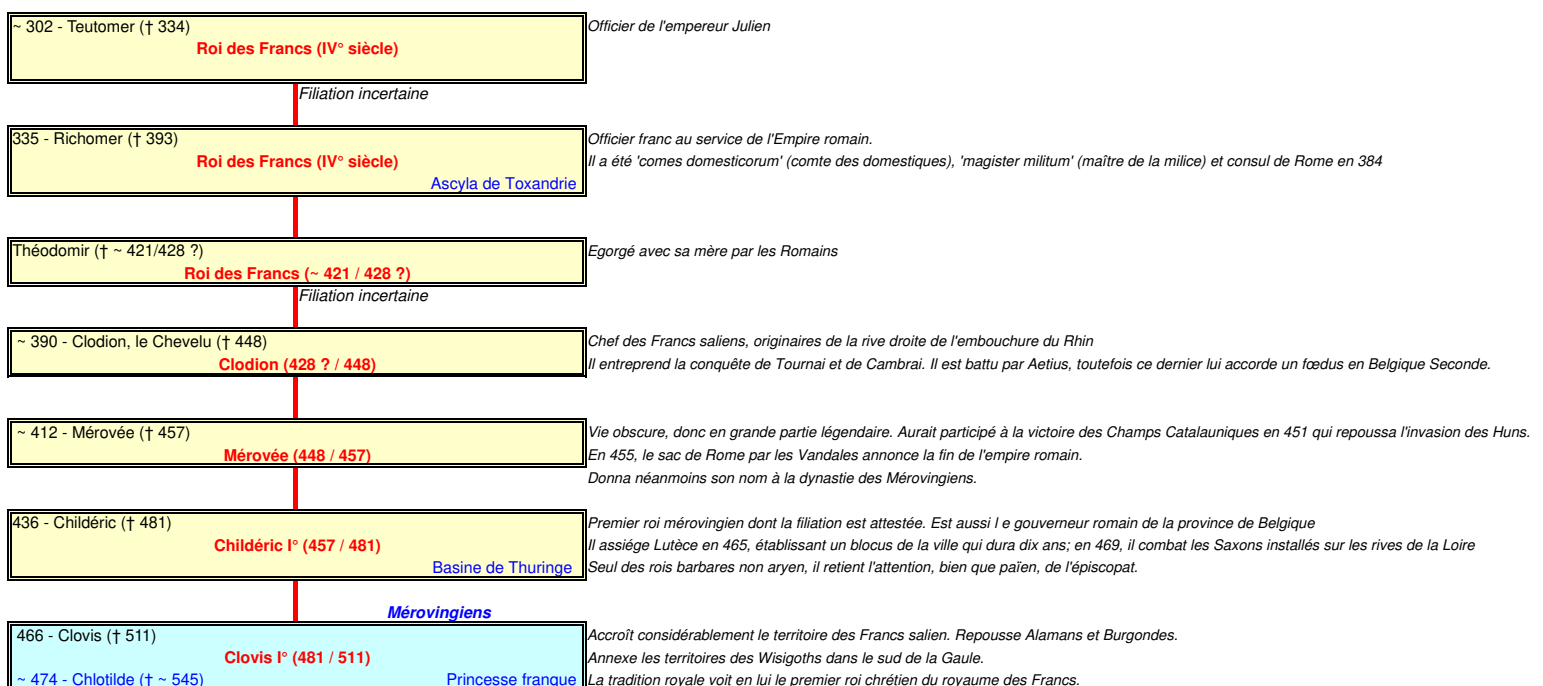 ~ 302 - Teutomer († 334)
Officier de l'empereur Julien
Roi des Francs (IV° siècle)
Filiation incertaine
335 - Richomer († 393)
Officier franc au service de l'Empire romain.
Roi des Francs (IV° siècle)
Il a été 'comes domesticorum' (comte des domestiques), 'magister militum' (maître de la milice) et consul de Rome en 384
Ascyla de Toxandrie
Théodomir († ~ 421/428 ?)
Egorgé avec sa mère par les Romains
Roi des Francs (~ 421 / 428 ?)
Filiation incertaine
~ 390 - Clodion, le Chevelu († 448)
Chef des Francs saliens, originaires de la rive droite de l'embouchure du Rhin
Clodion (428 ? / 448)
Il entreprend la conquête de Tournai et de Cambrai. Il est battu par Aetius, toutefois ce dernier lui accorde un fœdus en Belgique Seconde.
~ 412 - Mérovée († 457)
Vie obscure, donc en grande partie légendaire. Aurait participé à la victoire des Champs Catalauniques en 451 qui repoussa l'invasion des Huns.
Mérovée (448 / 457)
En 455, le sac de Rome par les Vandales annonce la fin de l'empire romain.
Donna néanmoins son nom à la dynastie des Mérovingiens.
436 - Childéric († 481)
Premier roi mérovingien dont la filiation est attestée. Est aussi l e gouverneur romain de la province de Belgique
Childéric I° (457 / 481)
Il assiége Lutèce en 465, établissant un blocus de la ville qui dura dix ans; en 469, il combat les Saxons installés sur les rives de la Loire
Basine de Thuringe
Seul des rois barbares non aryen, il retient l'attention, bien que païen, de l'épiscopat.
Mérovingiens
466 - Clovis († 511)
Accroît considérablement le territoire des Francs salien. Repousse Alamans et Burgondes.
Clovis I° (481 / 511)
Annexe les territoires des Wisigoths dans le sud de la Gaule.
~ 474 - Chlotilde († ~ 545)
Princesse franque
La tradition royale voit en lui le premier roi chrétien du royaume des Francs.